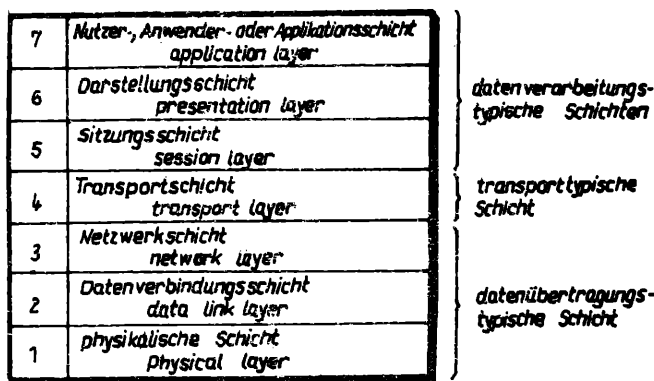 7
Nutzer-, Anwender- oder Applikationsschicht
application layer
6
Darstellungsschicht
presentation layer
5
Sitzungsschicht
session layer
4
Transportschicht
transport layer
3
Netzwerkschicht
network layer
2
Datenverbindungsschicht
data link layer
1
physikalische Schicht
Physical layer
datenverarbeitungs-
typische Schichten
transporttypische
Schicht
datenübertragungs-
typische Schicht